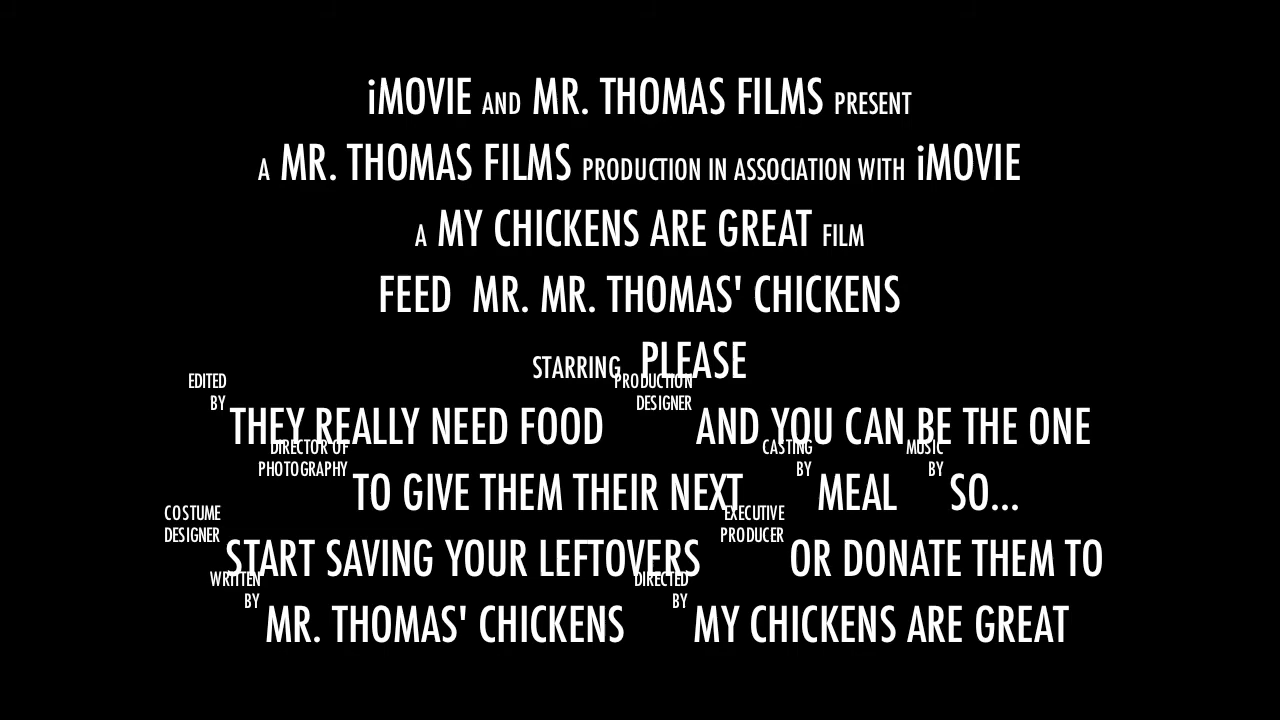 iMOVIE AND MR. THOMAS FILMS PRESENT
A MR. THOMAS FILMS PRODUCTION IN ASSOCIATION WITH iMOVIE
A MY CHICKENS ARE GREAT FILM
FEED MR. MR. THOMAS' CHICKENS
STARRING PLEASE
EDITED BY THEY REALLY NEED FOOD PRODUCTION DESIGNER AND YOU CAN BE THE ONE
DIRECTOR OF PHOTOGRAPHY TO GIVE THEM THEIR NEXT CASTING BY MEAL MUSIC BY SO...
COSTUME DESIGNER START SAVING YOUR LEFTOVERS EXECUTIVE PRODUCER OR DONATE THEM TO
WRITTEN BY MR. THOMAS' CHICKENS DIRECTED BY MY CHICKENS ARE GREAT